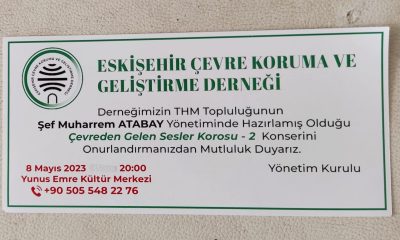 ESKİŞEHİR ÇEVRE KORUMA VE
GELİŞTİRME DERNEĞİ
Derneğimizin THM Topluluğunun
Şef Muharrem ATABAY Yönetiminde Hazırlamış Olduğu
Çevreden Gelen Sesler Korosu - 2 Konserini
Onurlandırmanızdan Mutluluk Duyarız.
8 Mayıs 2023 20:00
Yönetim Kurulu
Yunus Emre Kültür Merkezi
+90 505 548 22 76